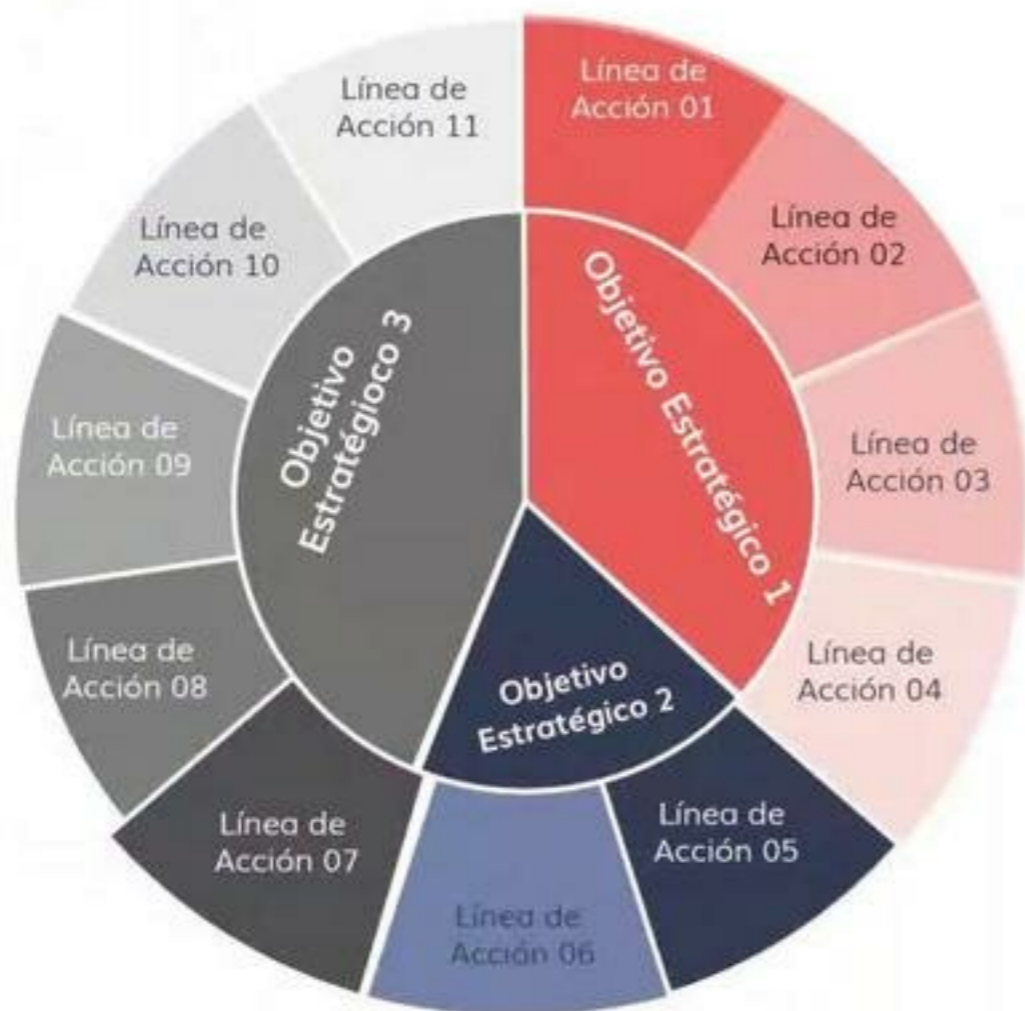 Línea de
Acción 01
Línea de
Acción 02
Línea de
Acción 03
Línea de
Acción 04
Línea de
Acción 05
Línea de
Acción 06
Línea de
Acción 07
Línea de
Acción 08
Línea de
Acción 09
Línea de
Acción 10
Línea de
Acción 11
Objetivo Estratégico 1
Objetivo
Estratégico 2
Objetivo
Estratégioco 3